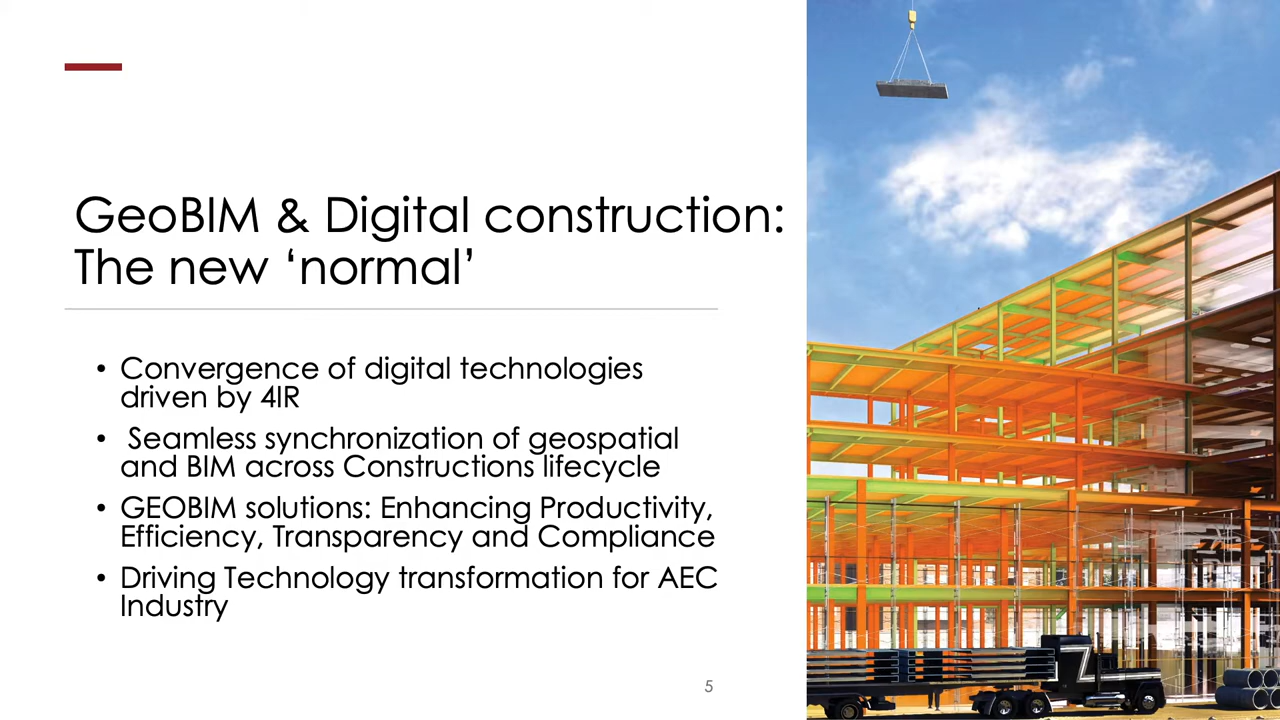 GeoBIM & Digital construction:
The new ‘normal’
• Convergence of digital technologies
driven by 4IR
• Seamless synchronization of geospatial
and BIM across Constructions lifecycle
• GEOBIM solutions: Enhancing Productivity,
Efficiency, Transparency and Compliance
• Driving Technology transformation for AEC
Industry
5